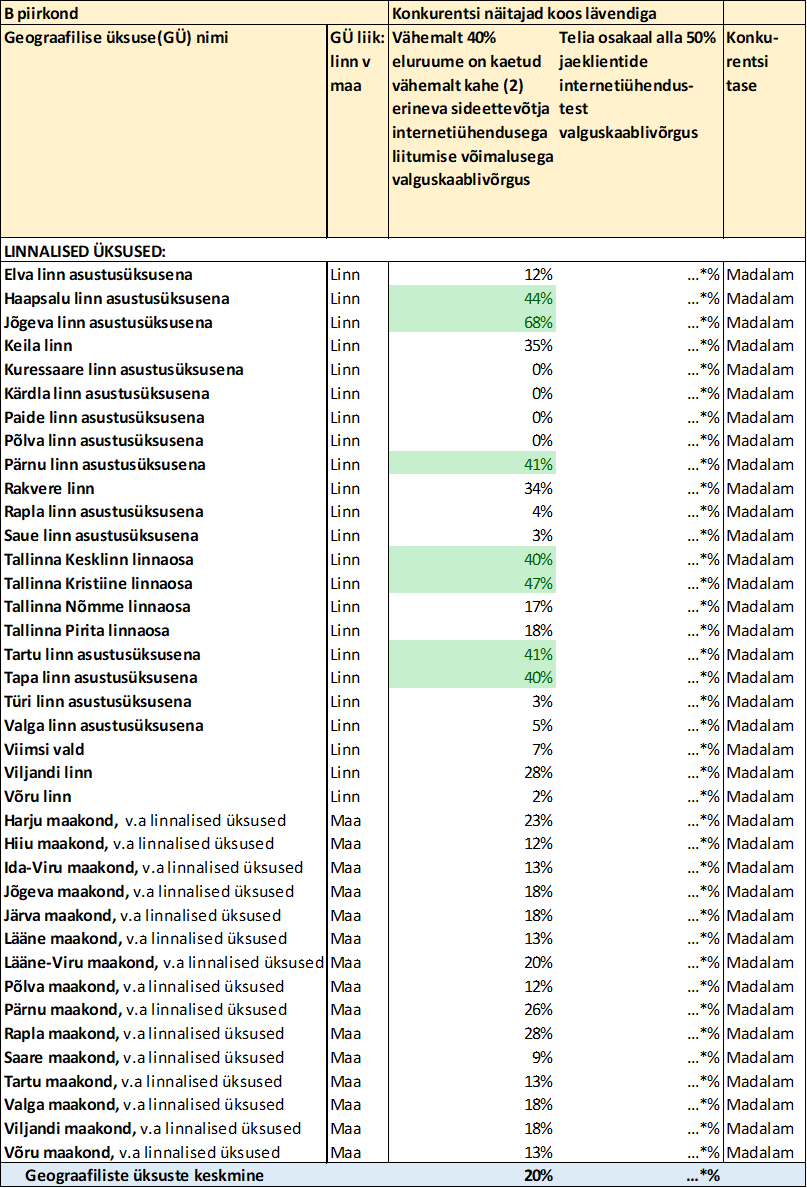 B piirkond Konkurentsi näitajad koos lävendiga
Geograafilise üksuse(GÜ) nimi GÜ liik: linn v maa Vähemalt 40% eluruume on kaetud vähemalt kahe (2) erineva sideettevõtja internetiühendusega liitumise võimalusega valguskaablivõrgus Telia osakaal alla 50% jaeklientide internetiühendus-test valguskaablivõrgus Konku-rentsi tase
LINNALISED ÜKSUSED:
Elva linn asustusüksusena Linn 12% …*% Madalam
Haapsalu linn asustusüksusena Linn 44% …*% Madalam
Jõgeva linn asustusüksusena Linn 68% …*% Madalam
Keila linn Linn 35% …*% Madalam
Kuressaare linn asustusüksusena Linn 0% …*% Madalam
Kärdla linn asustusüksusena Linn 0% …*% Madalam
Paide linn asustusüksusena Linn 0% …*% Madalam
Põlva linn asustusüksusena Linn 0% …*% Madalam
Pärnu linn asustusüksusena Linn 41% …*% Madalam
Rakvere linn Linn 34% …*% Madalam
Rapla linn asustusüksusena Linn 4% …*% Madalam
Saue linn asustusüksusena Linn 3% …*% Madalam
Tallinna Kesklinn linnaosa Linn 40% …*% Madalam
Tallinna Kristiine linnaosa Linn 47% …*% Madalam
Tallinna Nõmme linnaosa Linn 17% …*% Madalam
Tallinna Pirita linnaosa Linn 18% …*% Madalam
Tartu linn asustusüksusena Linn 41% …*% Madalam
Tapa linn asustusüksusena Linn 40% …*% Madalam
Türi linn asustusüksusena Linn 3% …*% Madalam
Valga linn asustusüksusena Linn 5% …*% Madalam
Viimsi vald Linn 7% …*% Madalam
Viljandi linn Linn 28% …*% Madalam
Võru linn Linn 2% …*% Madalam
Harju maakond, v.a linnalised üksused Maa 23% …*% Madalam
Hiiu maakond, v.a linnalised üksused Maa 12% …*% Madalam
Ida-Viru maakond, v.a linnalised üksused Maa 13% …*% Madalam
Jõgeva maakond, v.a linnalised üksused Maa 18% …*% Madalam
Järva maakond, v.a linnalised üksused Maa 18% …*% Madalam
Lääne maakond, v.a linnalised üksused Maa 13% …*% Madalam
Lääne-Viru maakond, v.a linnalised üksused Maa 20% …*% Madalam
Põlva maakond, v.a linnalised üksused Maa 12% …*% Madalam
Pärnu maakond, v.a linnalised üksused Maa 26% …*% Madalam
Rapla maakond, v.a linnalised üksused Maa 28% …*% Madalam
Saare maakond, v.a linnalised üksused Maa 9% …*% Madalam
Tartu maakond, v.a linnalised üksused Maa 13% …*% Madalam
Valga maakond, v.a linnalised üksused Maa 18% …*% Madalam
Viljandi maakond, v.a linnalised üksused Maa 18% …*% Madalam
Võru maakond, v.a linnalised üksused Maa 13% …*% Madalam
Geograafiliste üksuste keskmine 20% …*%